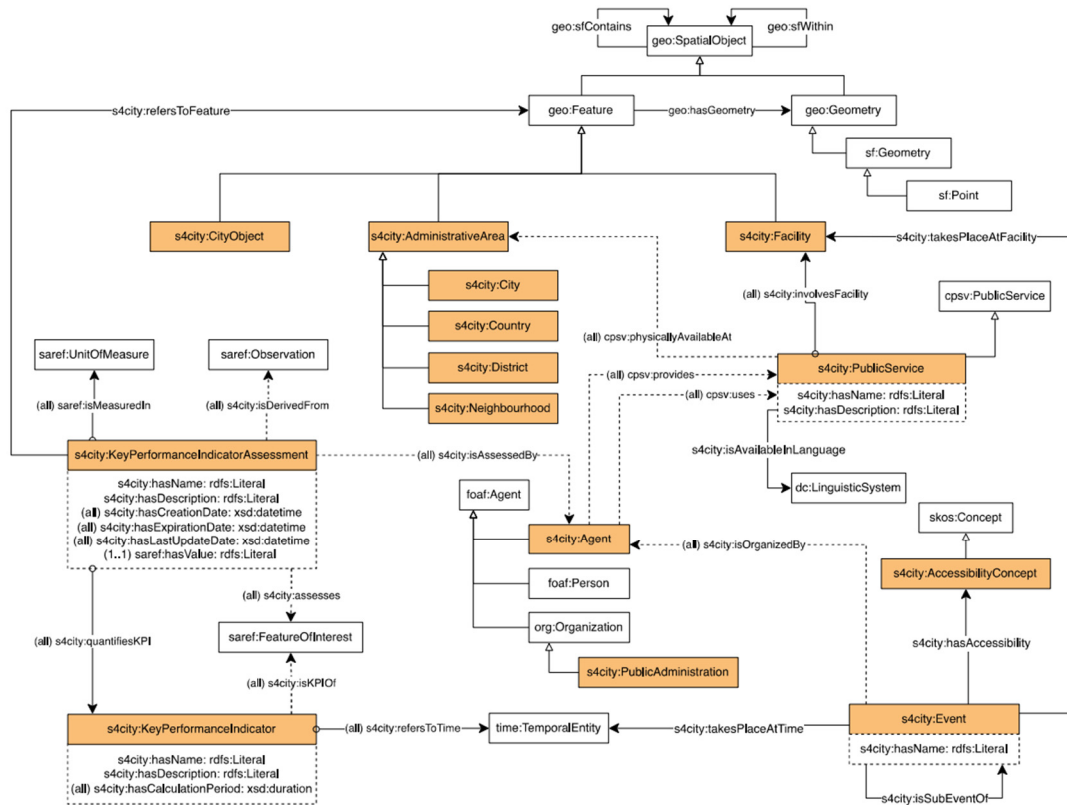 geo:sfContains
geo:sfWithin
geo:SpatialObject
s4city:refersToFeature
geo:Feature
geo:hasGeometry
geo:Geometry
sf:Geometry
sf:Point
s4city:CityObject
s4city:AdministrativeArea
s4city:Facility
s4city:takesPlaceAtFacility
s4city:City
(all) s4city:involvesFacility
cpsv:PublicService
s4city:Country
(all) cpsv:physicallyAvailableAt
saref:UnitOfMeasure
saref:Observation
s4city:District
s4city:PublicService
(all) cpsv:provides
s4city:hasName: rdfs:Literal
s4city:hasDescription: rdfs:Literal
(all) saref:isMeasuredIn
(all) s4city:isDerivedFrom
s4city:Neighbourhood
(all) cpsv:uses
s4city:KeyPerformanceIndicatorAssessment
(all) s4city:isAssessedBy
s4city:isAvailableInLanguage
s4city:hasName: rdfs:Literal
s4city:hasDescription: rdfs:Literal
(all) s4city:hasCreationDate: xsd:datetime
(all) s4city:hasExpirationDate: xsd:datetime
(all) s4city:hasLastUpdateDate: xsd:datetime
(1..1) saref:hasValue: rdfs:Literal
foaf:Agent
dc:LinguisticSystem
skos:Concept
s4city:Agent
(all) s4city:isOrganizedBy
s4city:AccessibilityConcept
foaf:Person
(all) s4city:assesses
saref:FeatureOfInterest
org:Organization
(all) s4city:quantifiesKPI
s4city:hasAccessibility
s4city:PublicAdministration
(all) s4city:isKPIOf
s4city:KeyPerformanceIndicator
(all) s4city:refersToTime
time:TemporalEntity
s4city:takesPlaceAtTime
s4city:Event
s4city:hasName: rdfs:Literal
s4city:hasName: rdfs:Literal
s4city:hasDescription: rdfs:Literal
(all) s4city:hasCalculationPeriod: xsd:duration
s4city:isSubEventOf